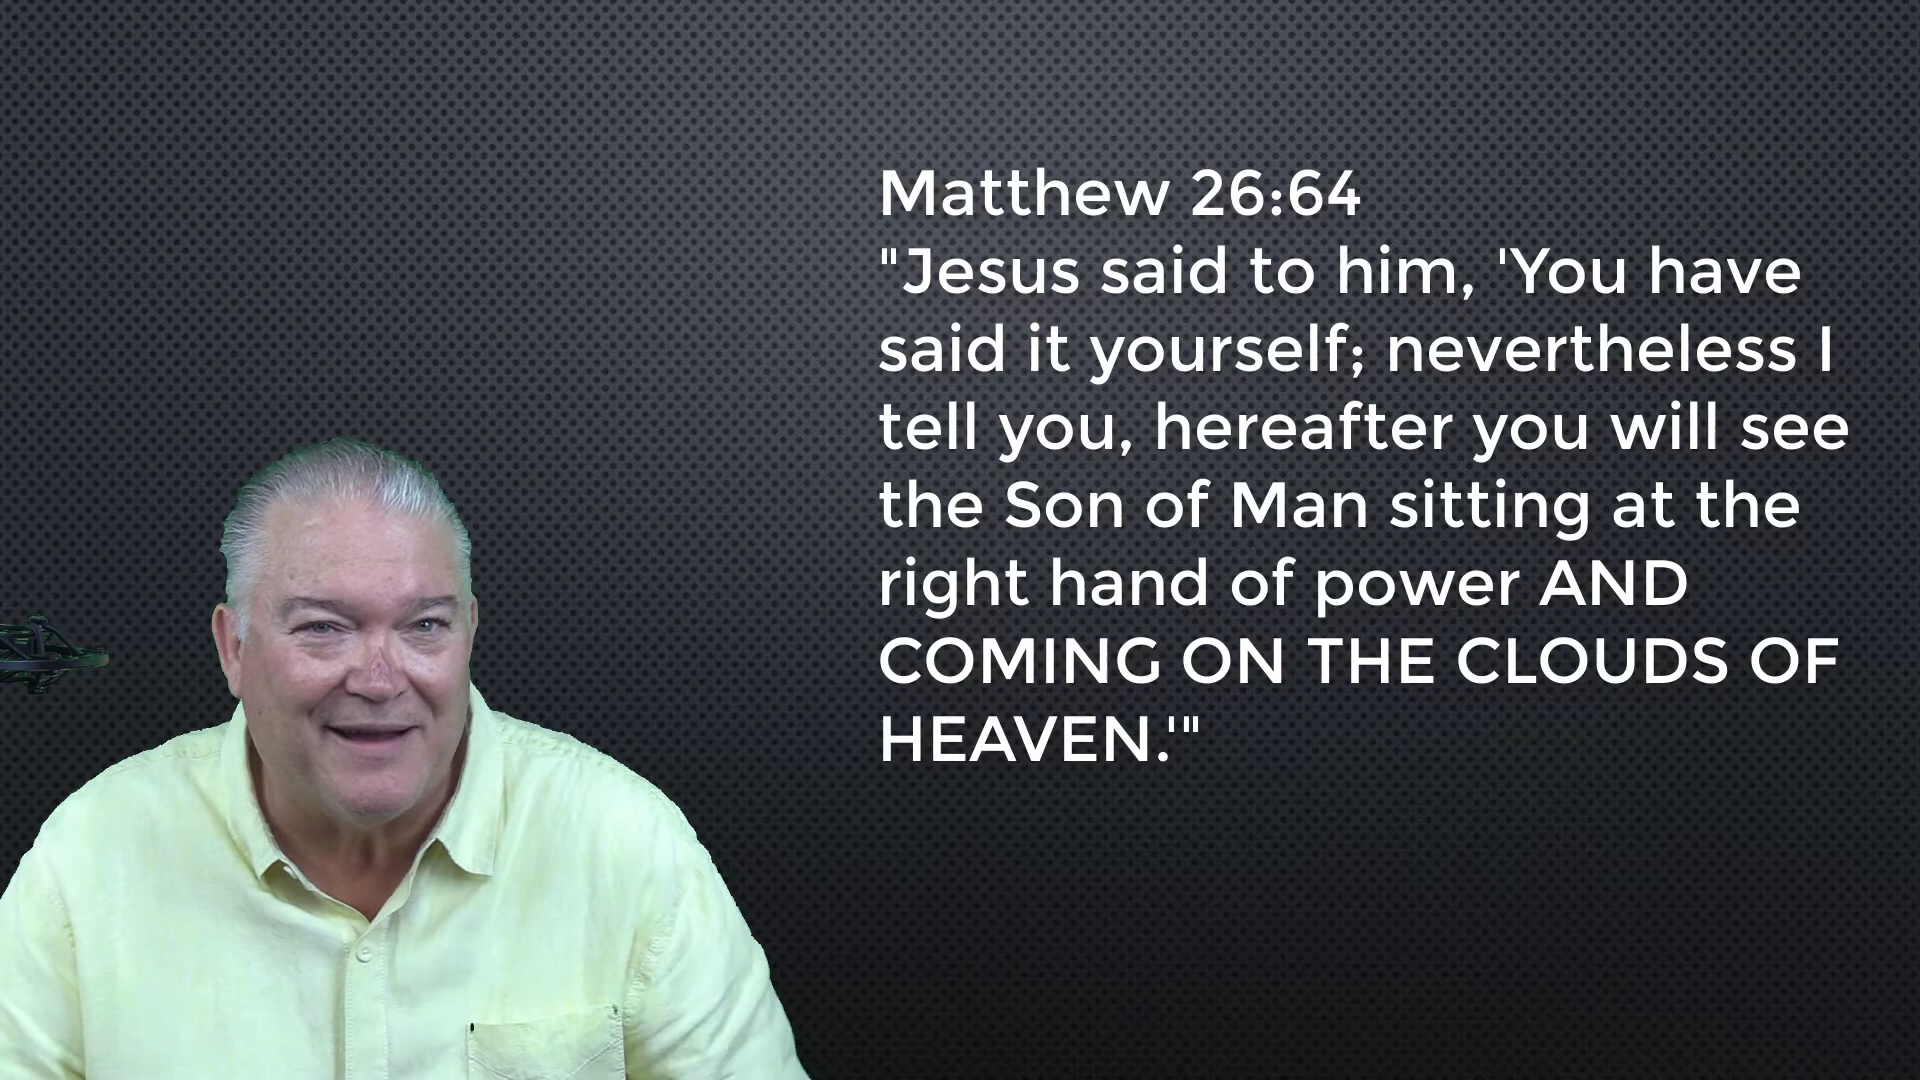 Matthew 26:64
"Jesus said to him, 'You have
said it yourself; nevertheless I
tell you, hereafter you will see
the Son of Man sitting at the
right hand of power AND
COMING ON THE CLOUDS OF
HEAVEN.'"